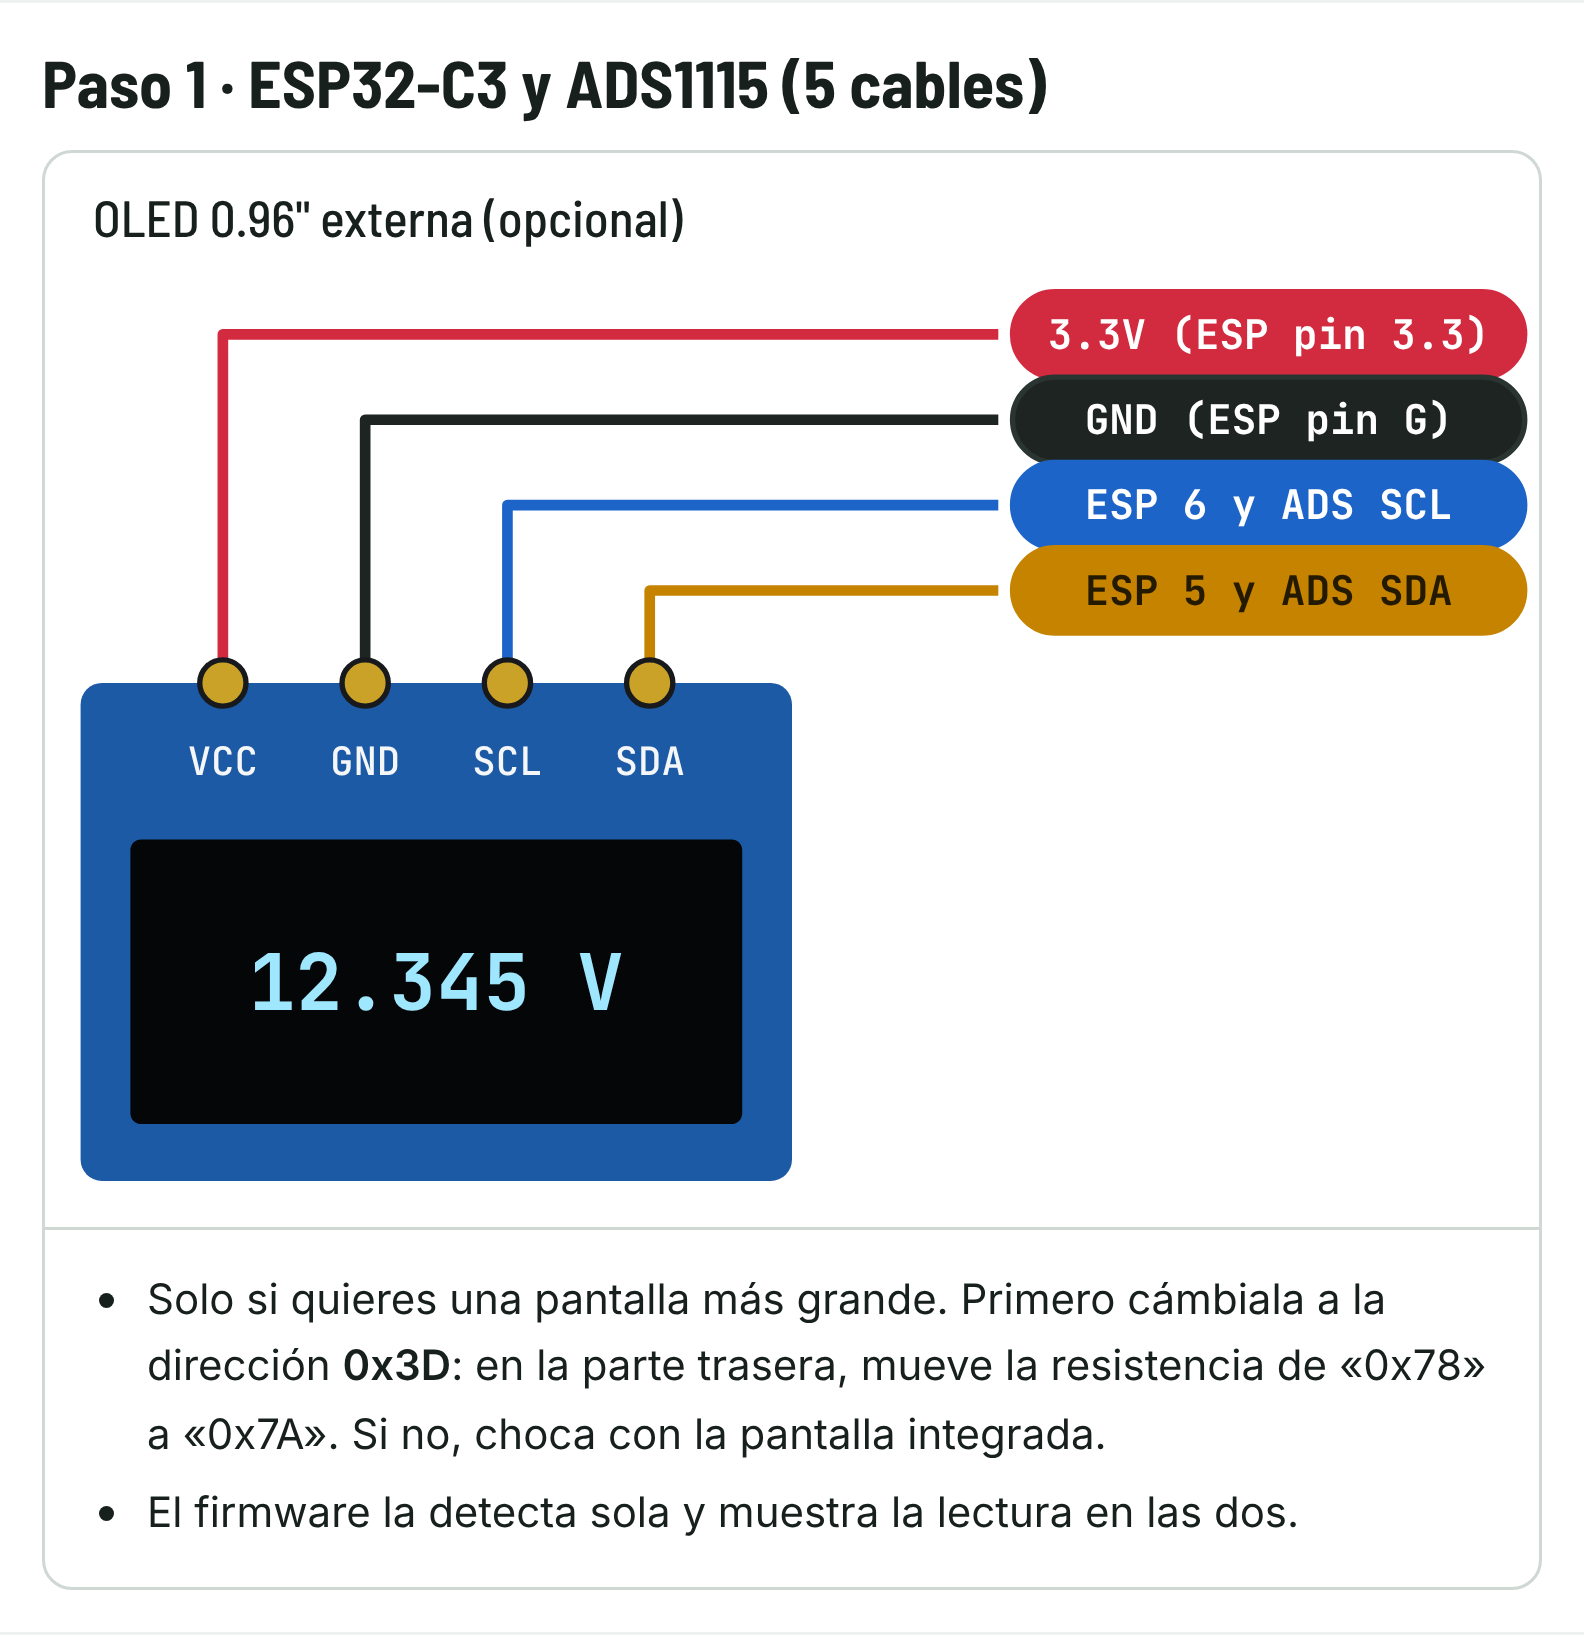 Paso 1 · ESP32-C3 y ADS1115 (5 cables)
OLED 0.96" externa (opcional)
3.3V (ESP pin 3.3)
GND (ESP pin G)
ESP 6 y ADS SCL
ESP 5 y ADS SDA
VCC GND SCL SDA
12.345 V
• Solo si quieres una pantalla más grande. Primero cámbiala a la
dirección 0x3D: en la parte trasera, mueve la resistencia de «0x78»
a «0x7A». Si no, choca con la pantalla integrada.
• El firmware la detecta sola y muestra la lectura en las dos.